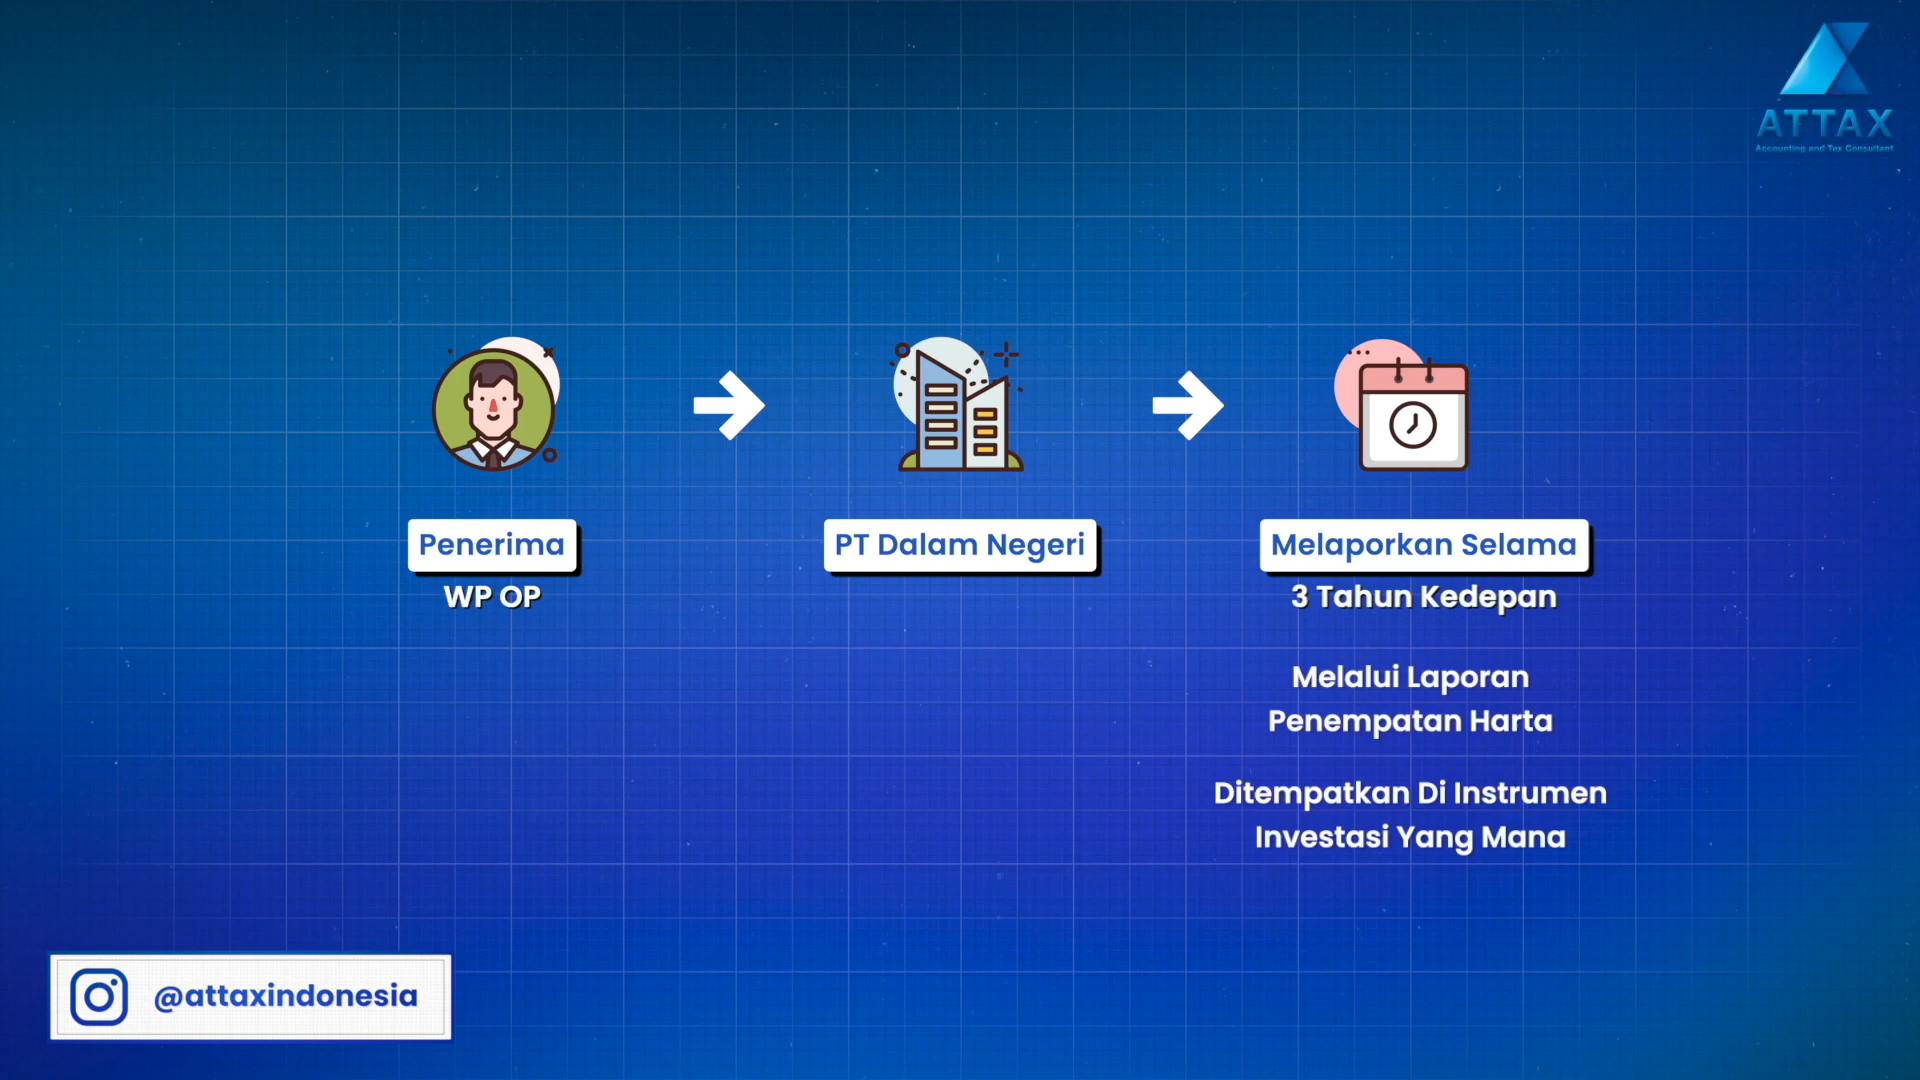 ATTAX
Accounting and Tax Consultant
Penerima
WP OP
PT Dalam Negeri
Melaporkan Selama
3 Tahun Kedepan
Melalui Laporan
Penempatan Harta
Ditempatkan Di Instrumen
Investasi Yang Mana
@attaxindonesia